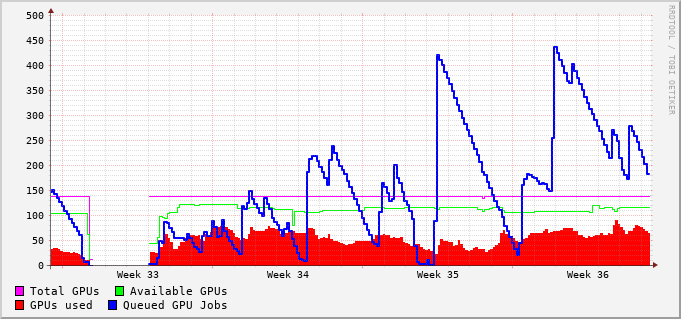 500
450
400
350
300
250
200
150
100
50
0
Week 33 Week 34 Week 35 Week 36
Total GPUs Available GPUs
GPUs used Queued GPU Jobs
RRDTOOL / TOBI OETIKER